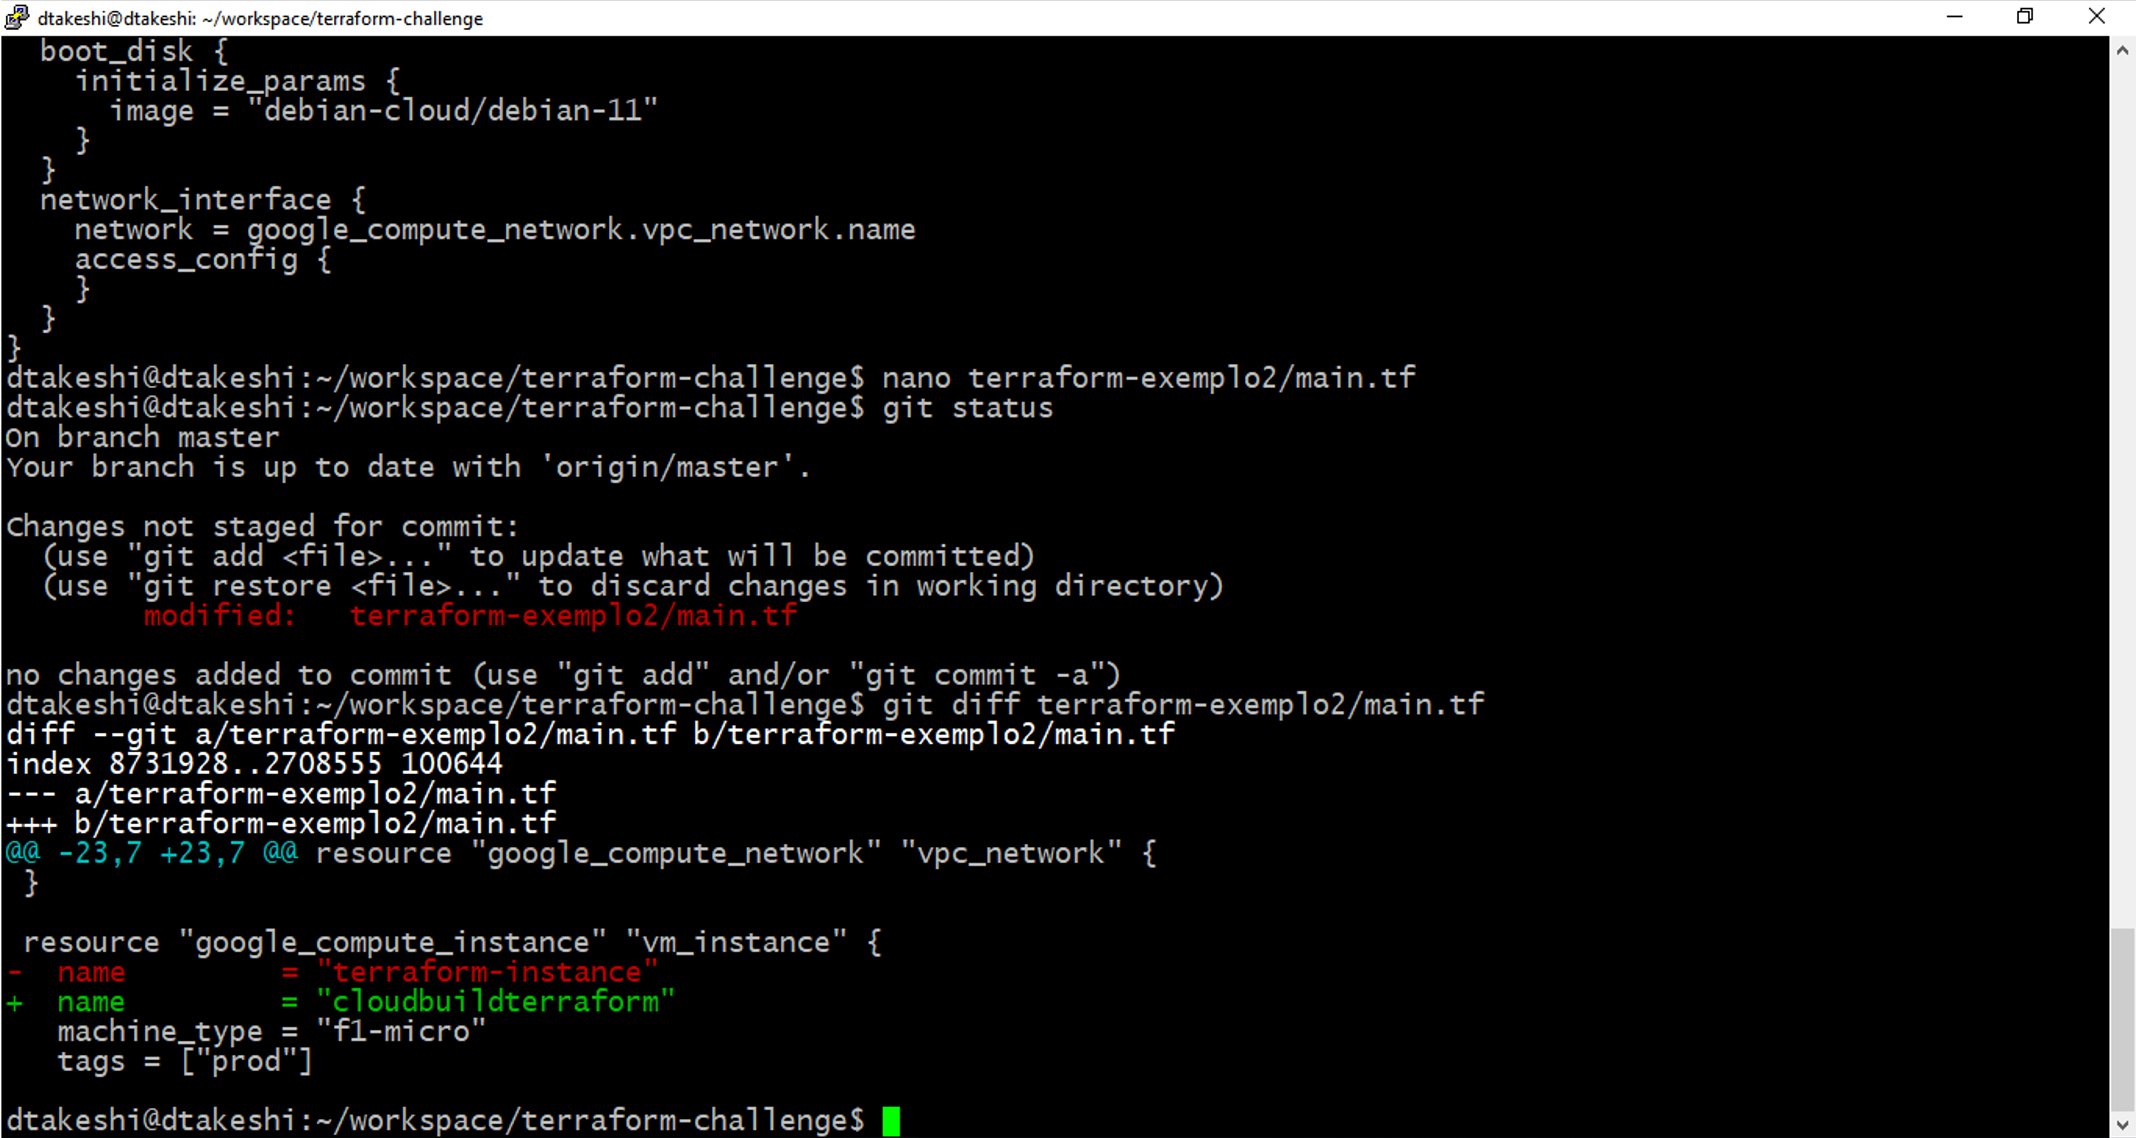 dtakeshi@dtakeshi: ~/workspace/terraform-challenge
  boot_disk {
    initialize_params {
      image = "debian-cloud/debian-11"
    }
  }
  network_interface {
    network = google_compute_network.vpc_network.name
    access_config {
    }
  }
}
dtakeshi@dtakeshi:~/workspace/terraform-challenge$ nano terraform-exemplo2/main.tf
dtakeshi@dtakeshi:~/workspace/terraform-challenge$ git status
On branch master
Your branch is up to date with 'origin/master'.

Changes not staged for commit:
  (use "git add <file>..." to update what will be committed)
  (use "git restore <file>..." to discard changes in working directory)
        modified:   terraform-exemplo2/main.tf

no changes added to commit (use "git add" and/or "git commit -a")
dtakeshi@dtakeshi:~/workspace/terraform-challenge$ git diff terraform-exemplo2/main.tf
diff --git a/terraform-exemplo2/main.tf b/terraform-exemplo2/main.tf
index 8731928..2708555 100644
--- a/terraform-exemplo2/main.tf
+++ b/terraform-exemplo2/main.tf
@@ -23,7 +23,7 @@ resource "google_compute_network" "vpc_network" {
 }

 resource "google_compute_instance" "vm_instance" {
-  name         = "terraform-instance"
+  name         = "cloudbuildterraform"
   machine_type = "f1-micro"
   tags = ["prod"]

dtakeshi@dtakeshi:~/workspace/terraform-challenge$